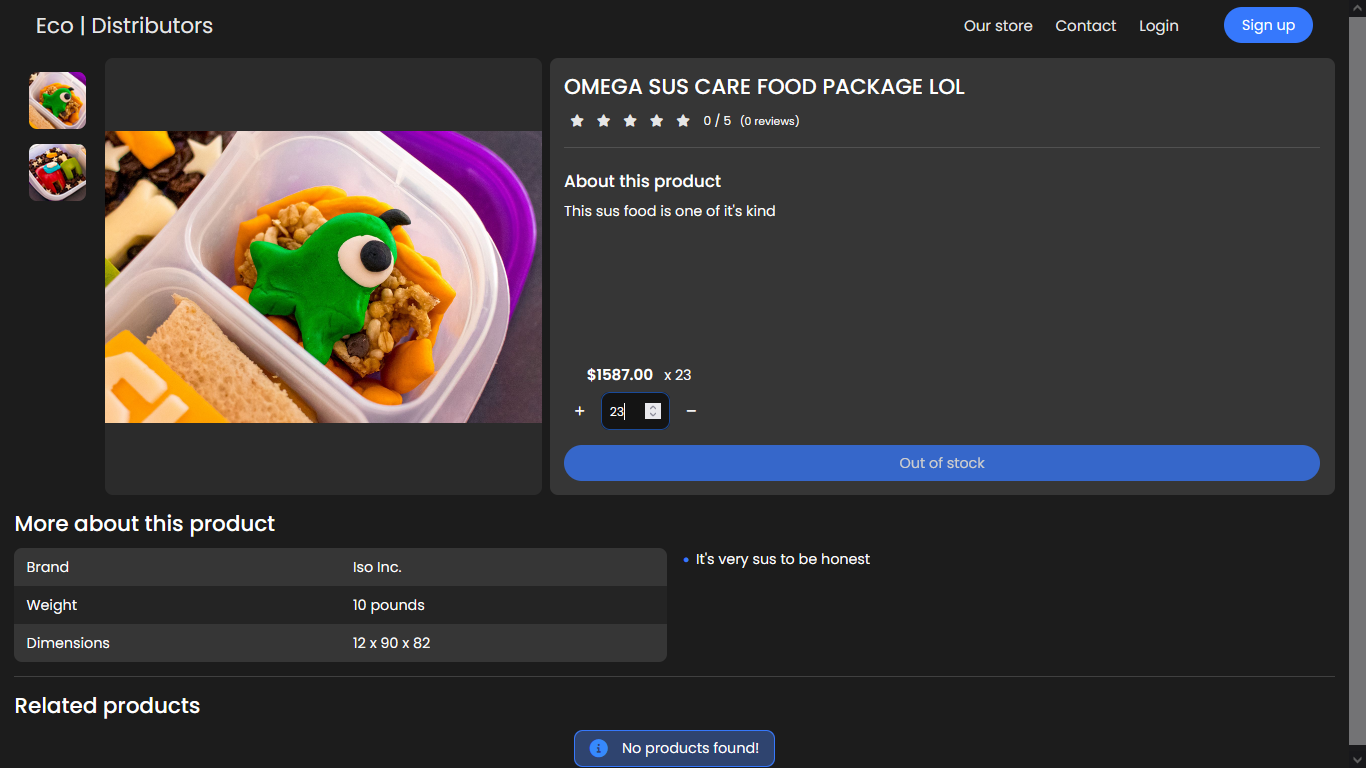 Eo | Distributors
Our store
Contact
Login
Sign up
OMEGA SUS CARE FOOD PACKAGE LOL
0 / 5 (0 reviews)
About this product
This sus food is one of it's kind
$1587.00 x 23
+ 23 −
Out of stock
More about this product
Brand Iso Inc.
Weight 10 pounds
Dimensions 12 x 90 x 82
• It's very sus to be honest
Related products
No products found!